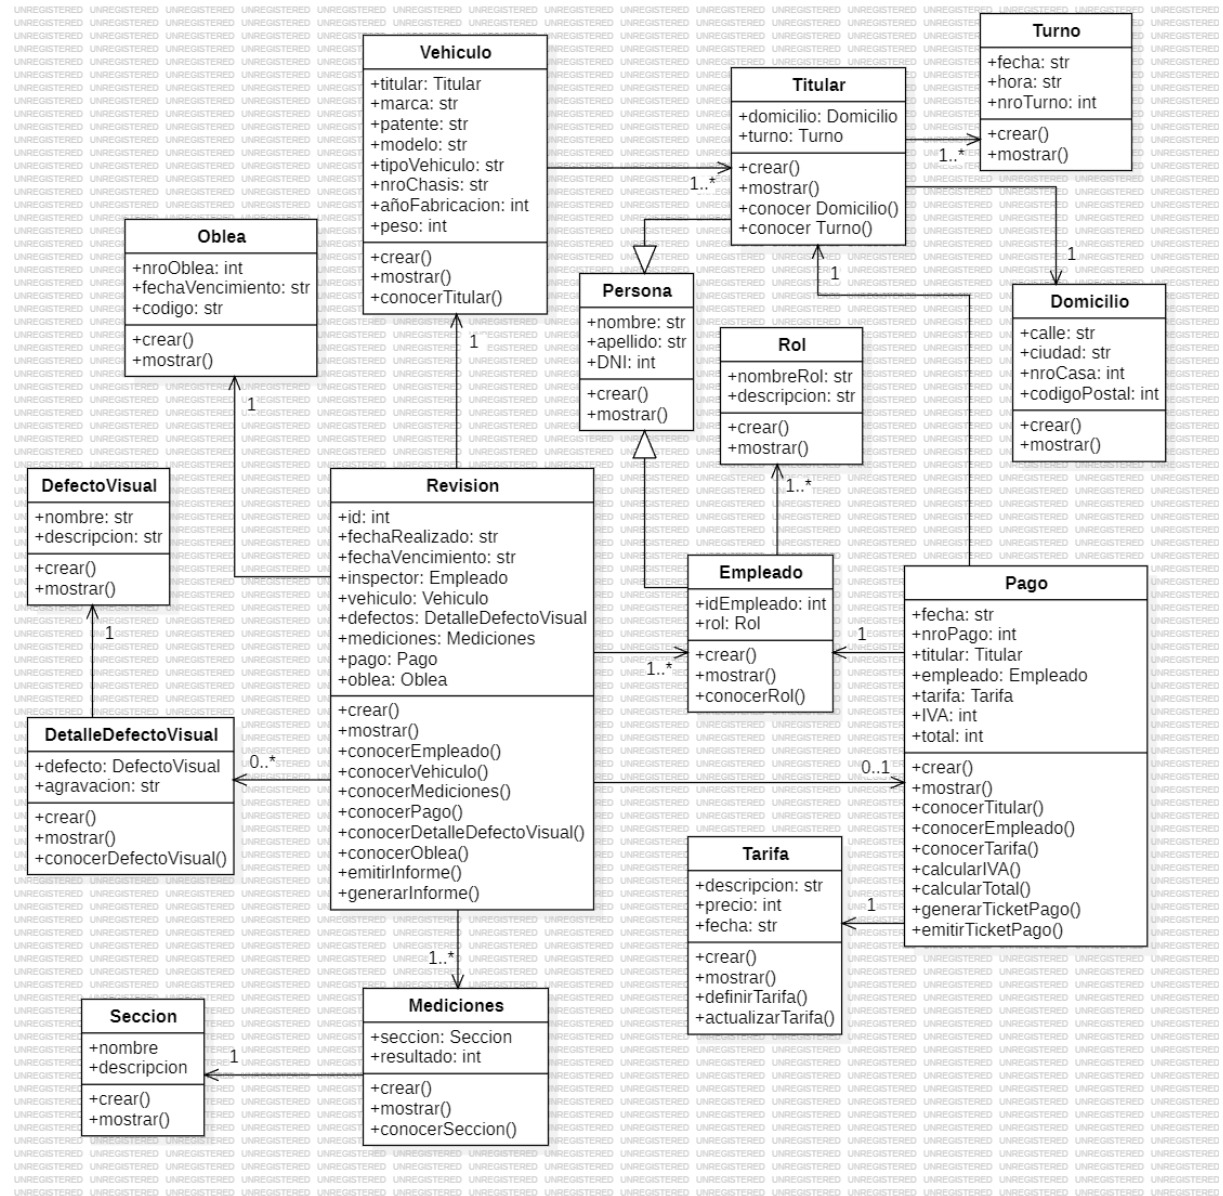 Vehiculo
+titular: Titular
+marca: str
+patente: str
+modelo: str
+tipoVehiculo: str
+nroChasis: str
+añoFabricacion: int
+peso: int
+crear()
+mostrar()
+conocerTitular()
Titular
+domicilio: Domicilio
+turno: Turno
+crear()
+mostrar()
+conocer Domicilio()
+conocer Turno()
Turno
+fecha: str
+hora: str
+nroTurno: int
+crear()
+mostrar()
1..*
1..*
1
1
Oblea
+nroOblea: int
+fechaVencimiento: str
+codigo: str
+crear()
+mostrar()
Persona
+nombre: str
+apellido: str
+DNI: int
+crear()
+mostrar()
Rol
+nombreRol: str
+descripcion: str
+crear()
+mostrar()
Domicilio
+calle: str
+ciudad: str
+nroCasa: int
+codigoPostal: int
+crear()
+mostrar()
1
1
1..*
DefectoVisual
+nombre: str
+descripcion: str
+crear()
+mostrar()
1
Revision
+id: int
+fechaRealizado: str
+fechaVencimiento: str
+inspector: Empleado
+vehiculo: Vehiculo
+defectos: DetalleDefectoVisual
+mediciones: Mediciones
+pago: Pago
+oblea: Oblea
+crear()
+mostrar()
+conocerEmpleado()
+conocerVehiculo()
+conocerMediciones()
+conocerPago()
+conocerDetalleDefectoVisual()
+conocerOblea()
+emitirInforme()
+generarInforme()
Empleado
+idEmpleado: int
+rol: Rol
+crear()
+mostrar()
+conocerRol()
1..*
1
Pago
+fecha: str
+nroPago: int
+titular: Titular
+empleado: Empleado
+tarifa: Tarifa
+IVA: int
+total: int
+crear()
+mostrar()
+conocerTitular()
+conocerEmpleado()
+conocerTarifa()
+calcularIVA()
+calcularTotal()
+generarTicketPago()
+emitirTicketPago()
DetalleDefectoVisual
+defecto: DefectoVisual
+agravacion: str
+crear()
+mostrar()
+conocerDefectoVisual()
0..*
0..1
Tarifa
+descripcion: str
+precio: int
+fecha: str
+crear()
+mostrar()
+definirTarifa()
+actualizarTarifa()
1
1..*
Seccion
+nombre
+descripcion
+crear()
+mostrar()
1
Mediciones
+seccion: Seccion
+resultado: int
+crear()
+mostrar()
+conocerSeccion()
UNREGISTERED